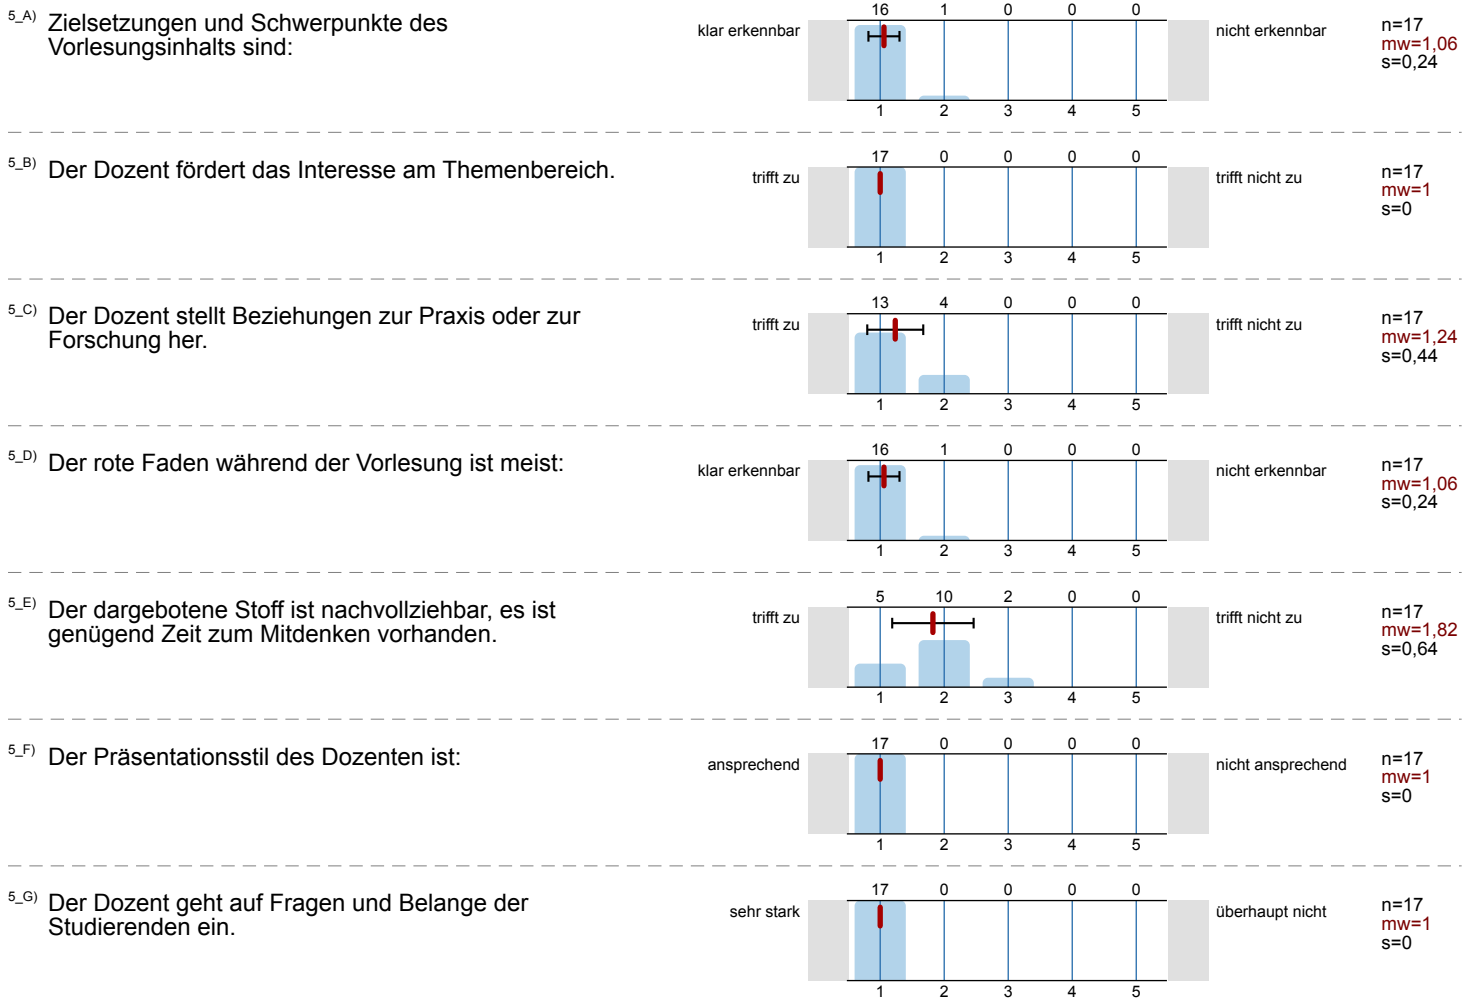 5_A) Zielsetzungen und Schwerpunkte des
Vorlesungsinhalts sind:
16 1 0 0 0
klar erkennbar
nicht erkennbar
1 2 3 4 5
n=17
mw=1,06
s=0,24
5_B) Der Dozent fördert das Interesse am Themenbereich.
17 0 0 0 0
trifft zu
trifft nicht zu
1 2 3 4 5
n=17
mw=1
s=0
5_C) Der Dozent stellt Beziehungen zur Praxis oder zur
Forschung her.
13 4 0 0 0
trifft zu
trifft nicht zu
1 2 3 4 5
n=17
mw=1,24
s=0,44
5_D) Der rote Faden während der Vorlesung ist meist:
16 1 0 0 0
klar erkennbar
nicht erkennbar
1 2 3 4 5
n=17
mw=1,06
s=0,24
5_E) Der dargebotene Stoff ist nachvollziehbar, es ist
genügend Zeit zum Mitdenken vorhanden.
5 10 2 0 0
trifft zu
trifft nicht zu
1 2 3 4 5
n=17
mw=1,82
s=0,64
5_F) Der Präsentationsstil des Dozenten ist:
17 0 0 0 0
ansprechend
nicht ansprechend
1 2 3 4 5
n=17
mw=1
s=0
5_G) Der Dozent geht auf Fragen und Belange der
Studierenden ein.
17 0 0 0 0
sehr stark
überhaupt nicht
1 2 3 4 5
n=17
mw=1
s=0